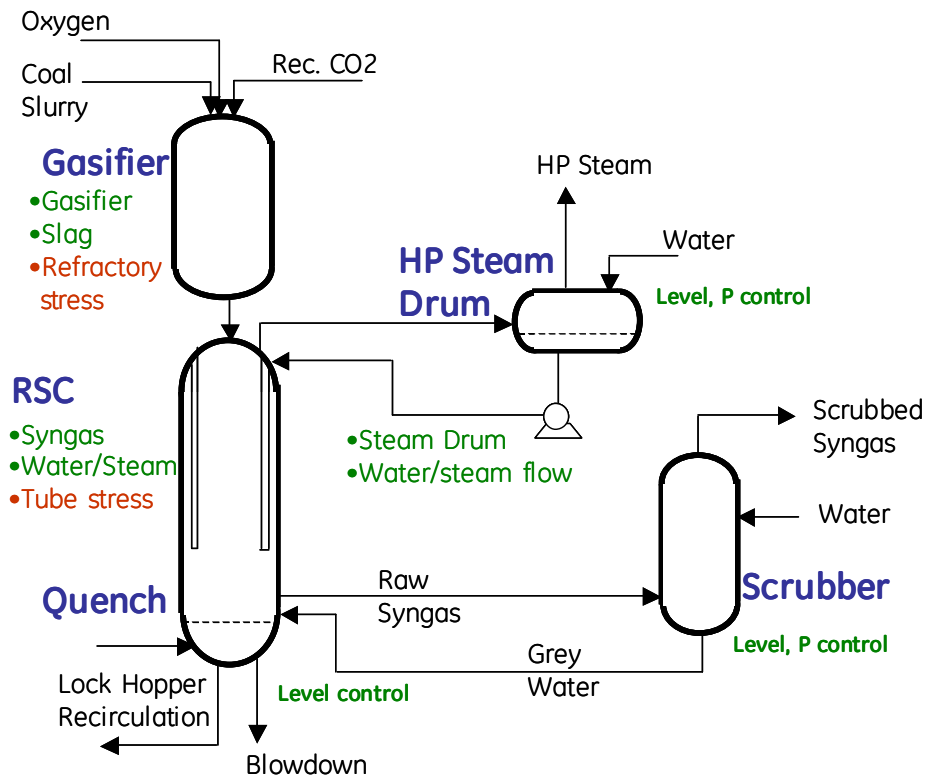 Oxygen
Coal
Slurry
Rec. CO2
Gasifier
•Gasifier
•Slag
•Refractory
stress
HP Steam
Water
HP Steam
Drum
Level, P control
RSC
•Syngas
•Water/Steam
•Tube stress
•Steam Drum
•Water/steam flow
Scrubbed
Syngas
Water
Quench
Raw
Syngas
Scrubber
Level, P control
Grey
Water
Lock Hopper
Recirculation
Level control
Blowdown